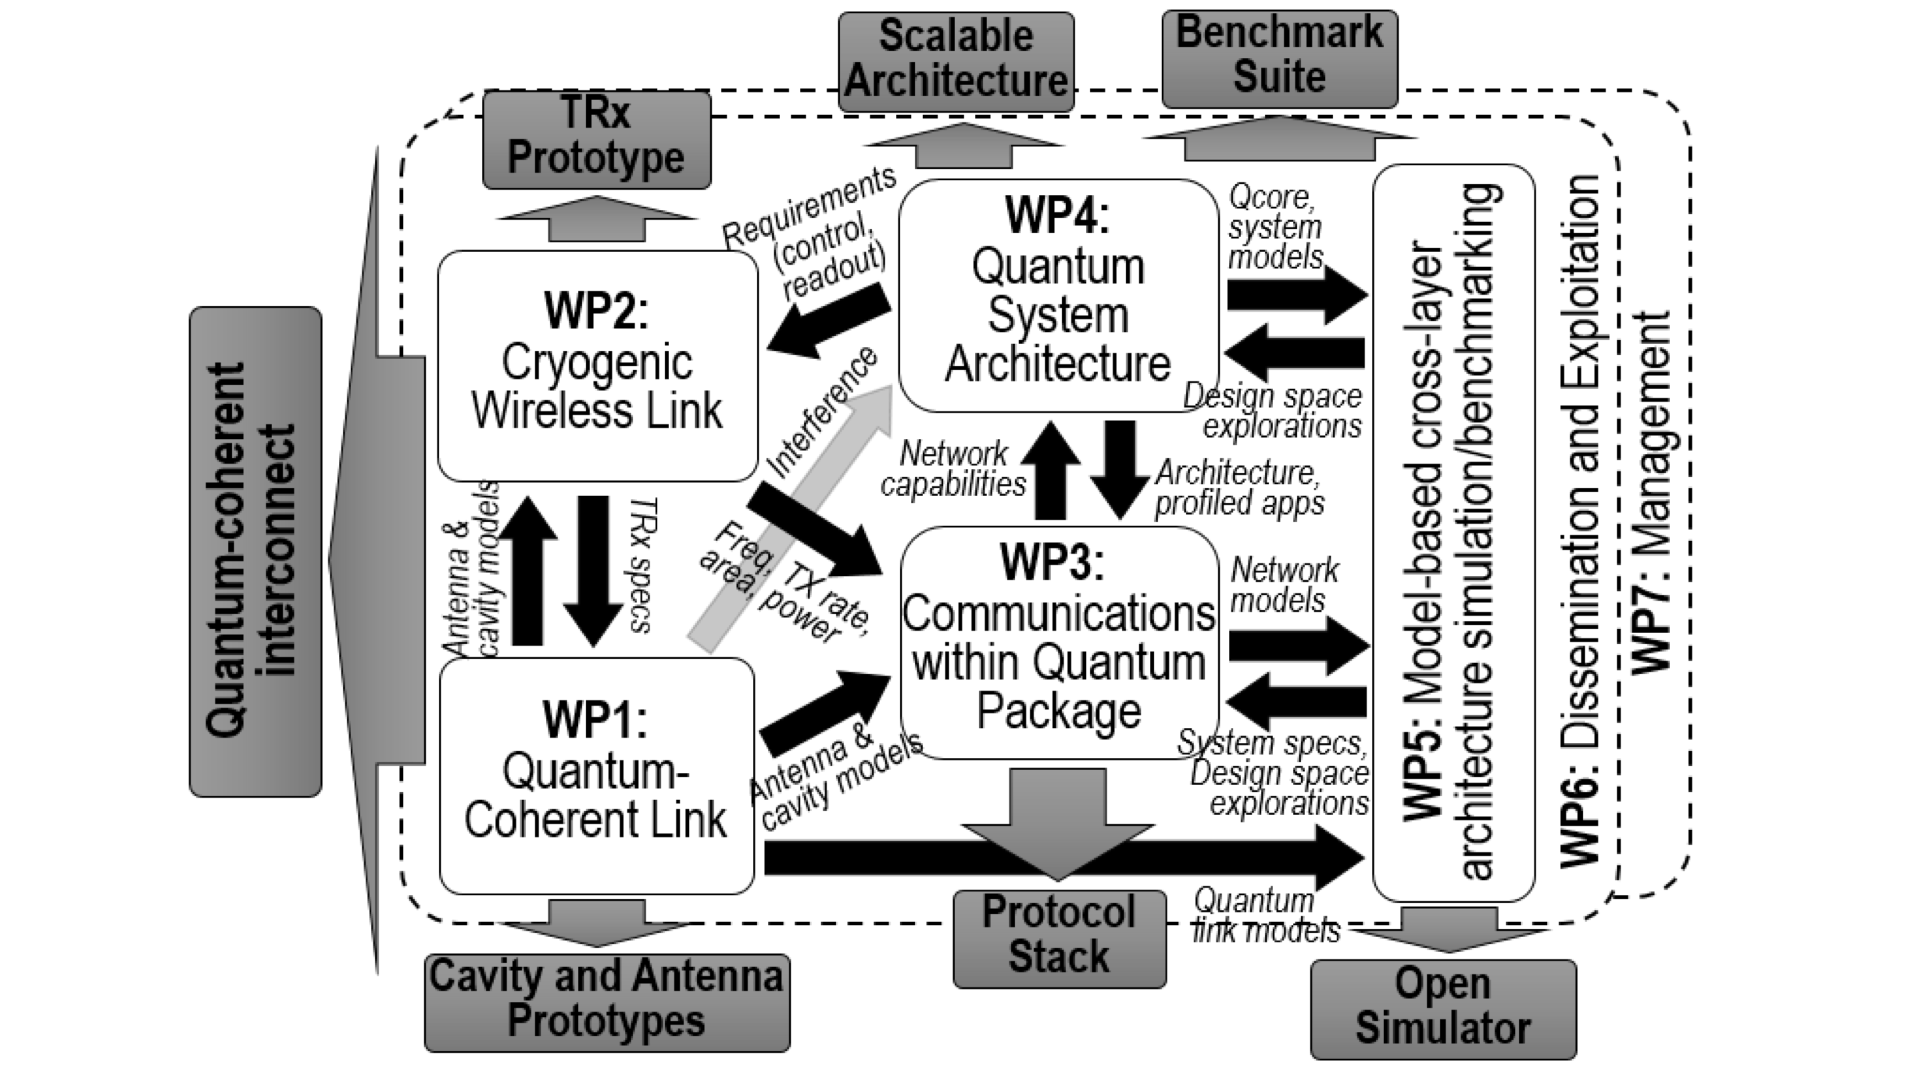 Scalable
Architecture
Benchmark
Suite
TRx
Prototype
Quantum-coherent
interconnect
WP2:
Cryogenic
Wireless Link
Requirements
(control,
readout)
WP4:
Quantum
System
Architecture
Qcore,
system
models
Design space
explorations
Interference
Network
capabilities
Architecture,
profiled apps
Antenna &
cavity models
TRx specs
Freq, TX rate,
area, power
WP1:
Quantum-
Coherent Link
Antenna &
cavity models
WP3:
Communications
within Quantum
Package
Network
models
System specs,
Design space
explorations
Quantum
link models
WP5: Model-based cross-layer
architecture simulation/benchmarking
WP6: Dissemination and Exploitation
WP7: Management
Cavity and Antenna
Prototypes
Protocol
Stack
Open
Simulator